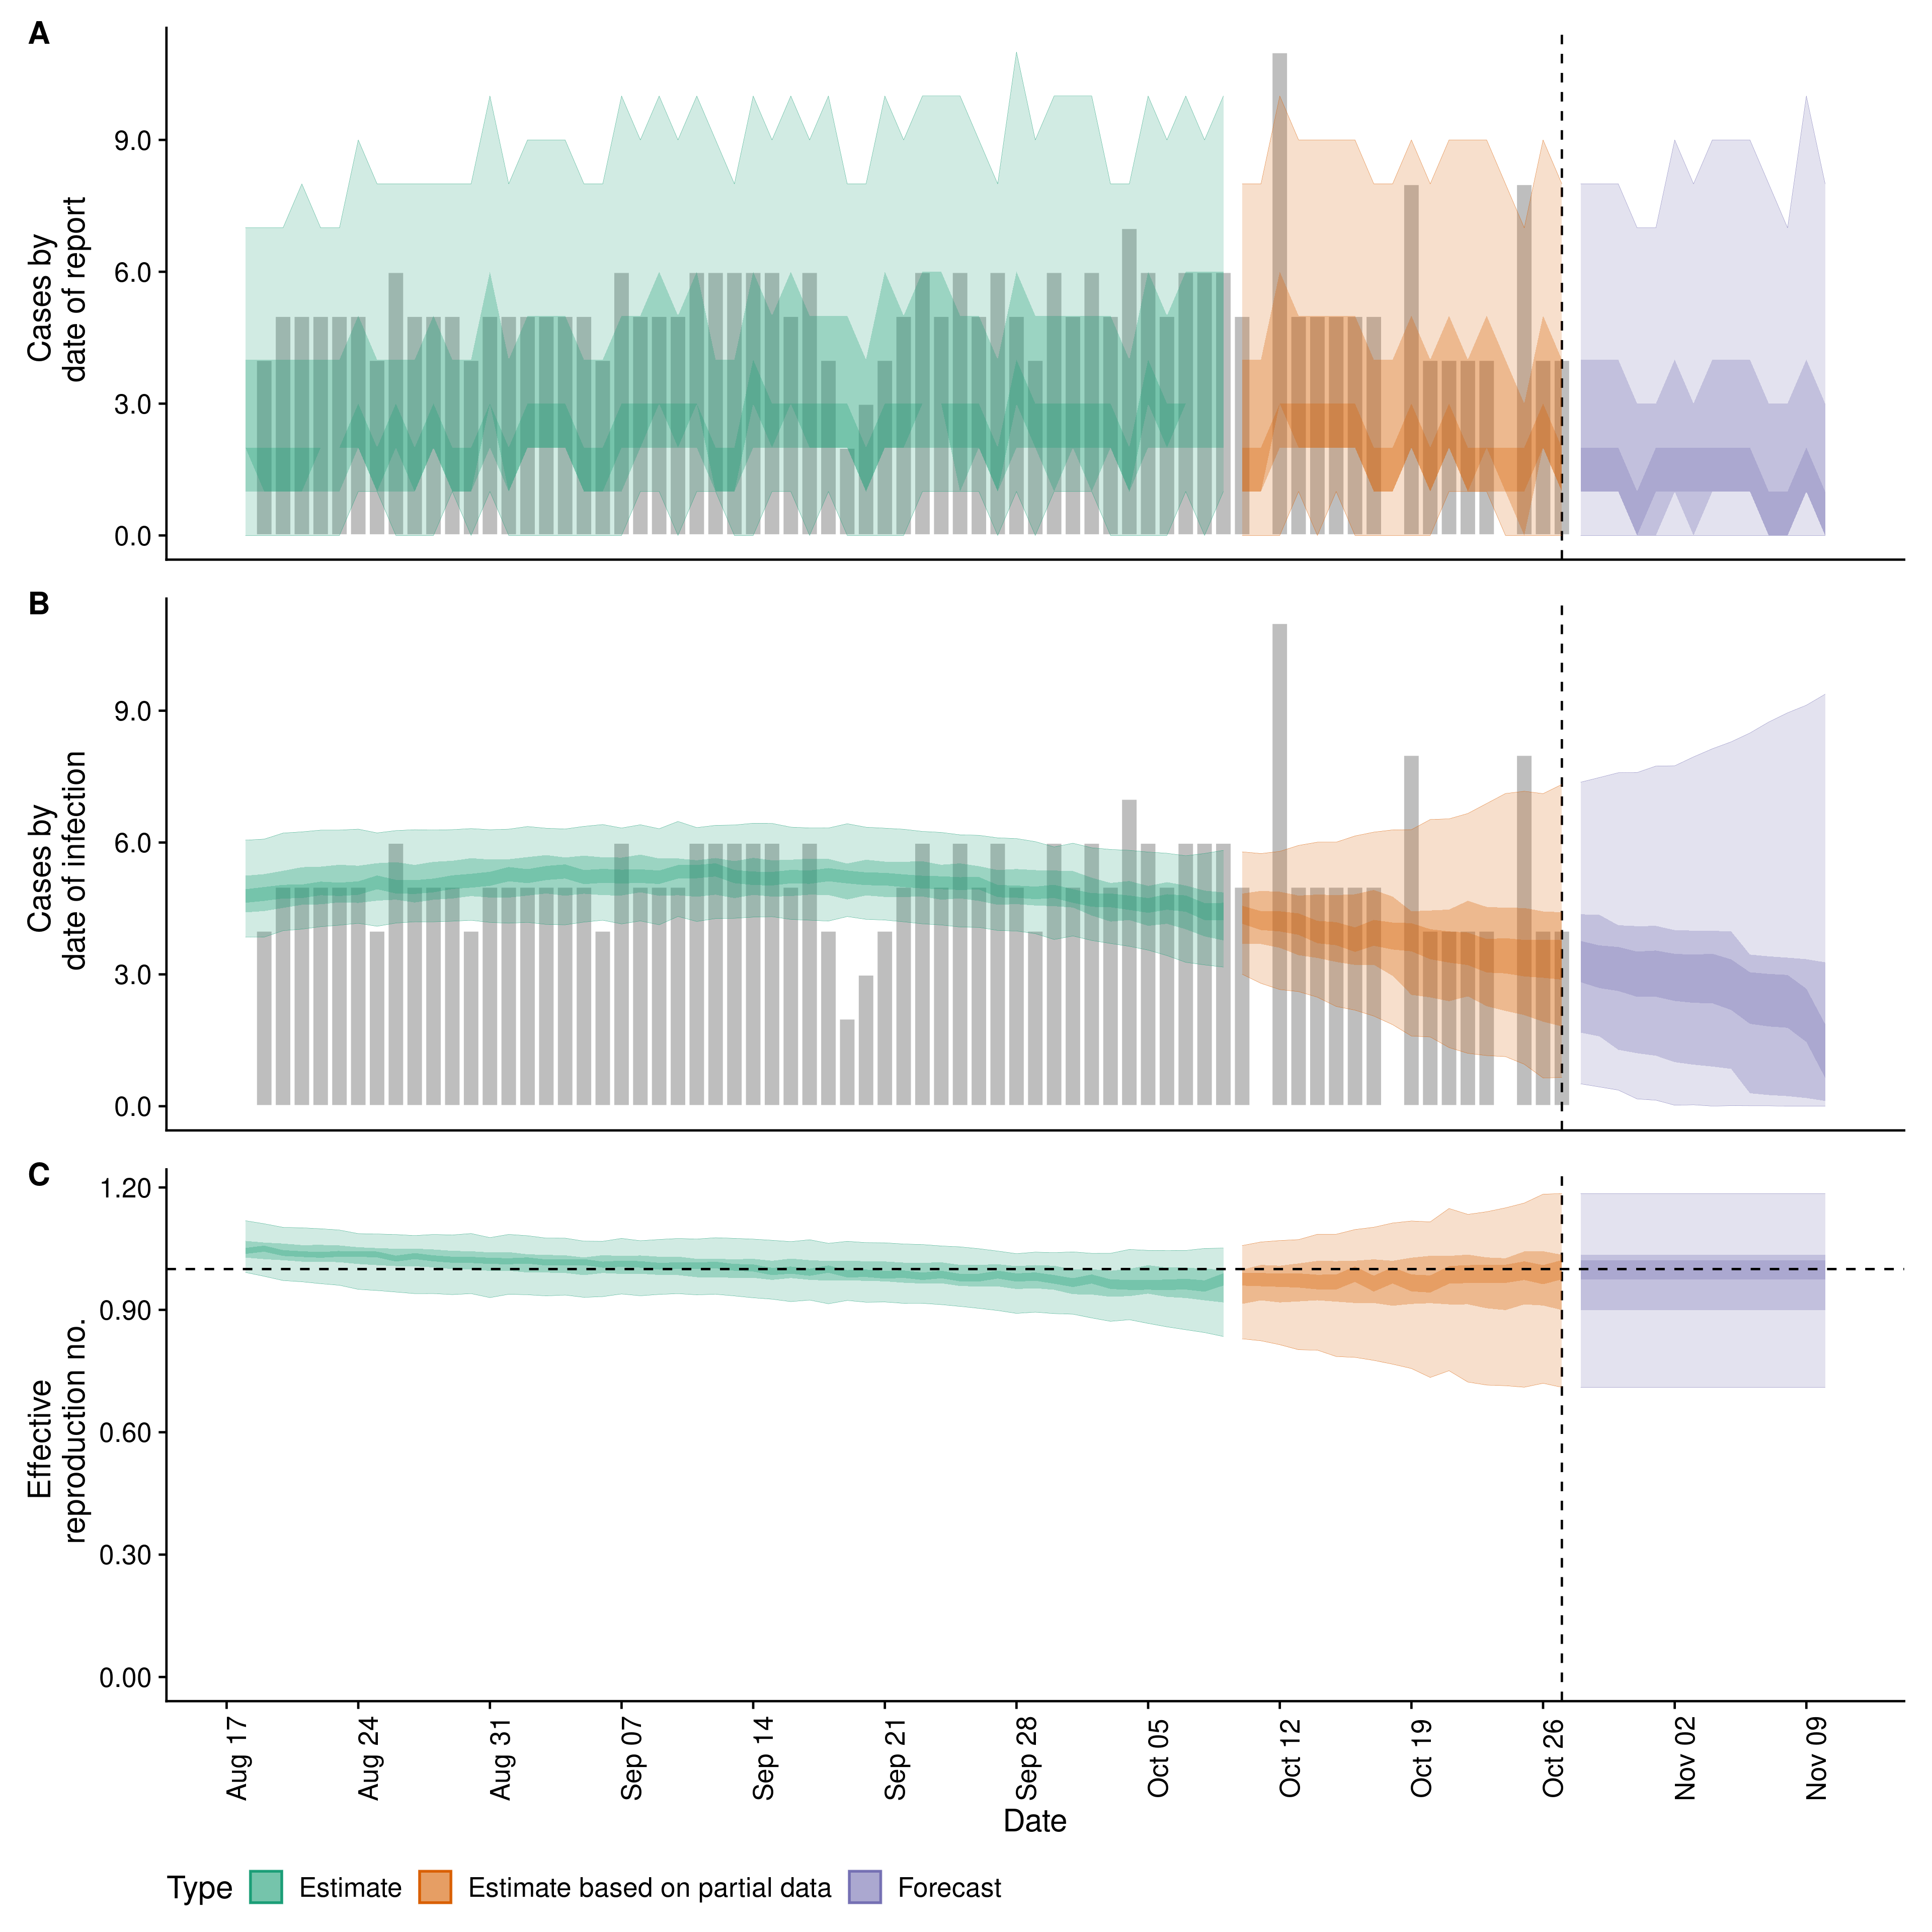 A
9.0
6.0
3.0
0.0
Cases by
date of report
B
9.0
6.0
3.0
0.0
Cases by
date of infection
C
1.20
0.90
0.60
0.30
0.00
Effective
reproduction no.
Aug 17
Aug 24
Aug 31
Sep 07
Sep 14
Sep 21
Sep 28
Oct 05
Oct 12
Oct 19
Oct 26
Nov 02
Nov 09
Date
Type Estimate Estimate based on partial data Forecast